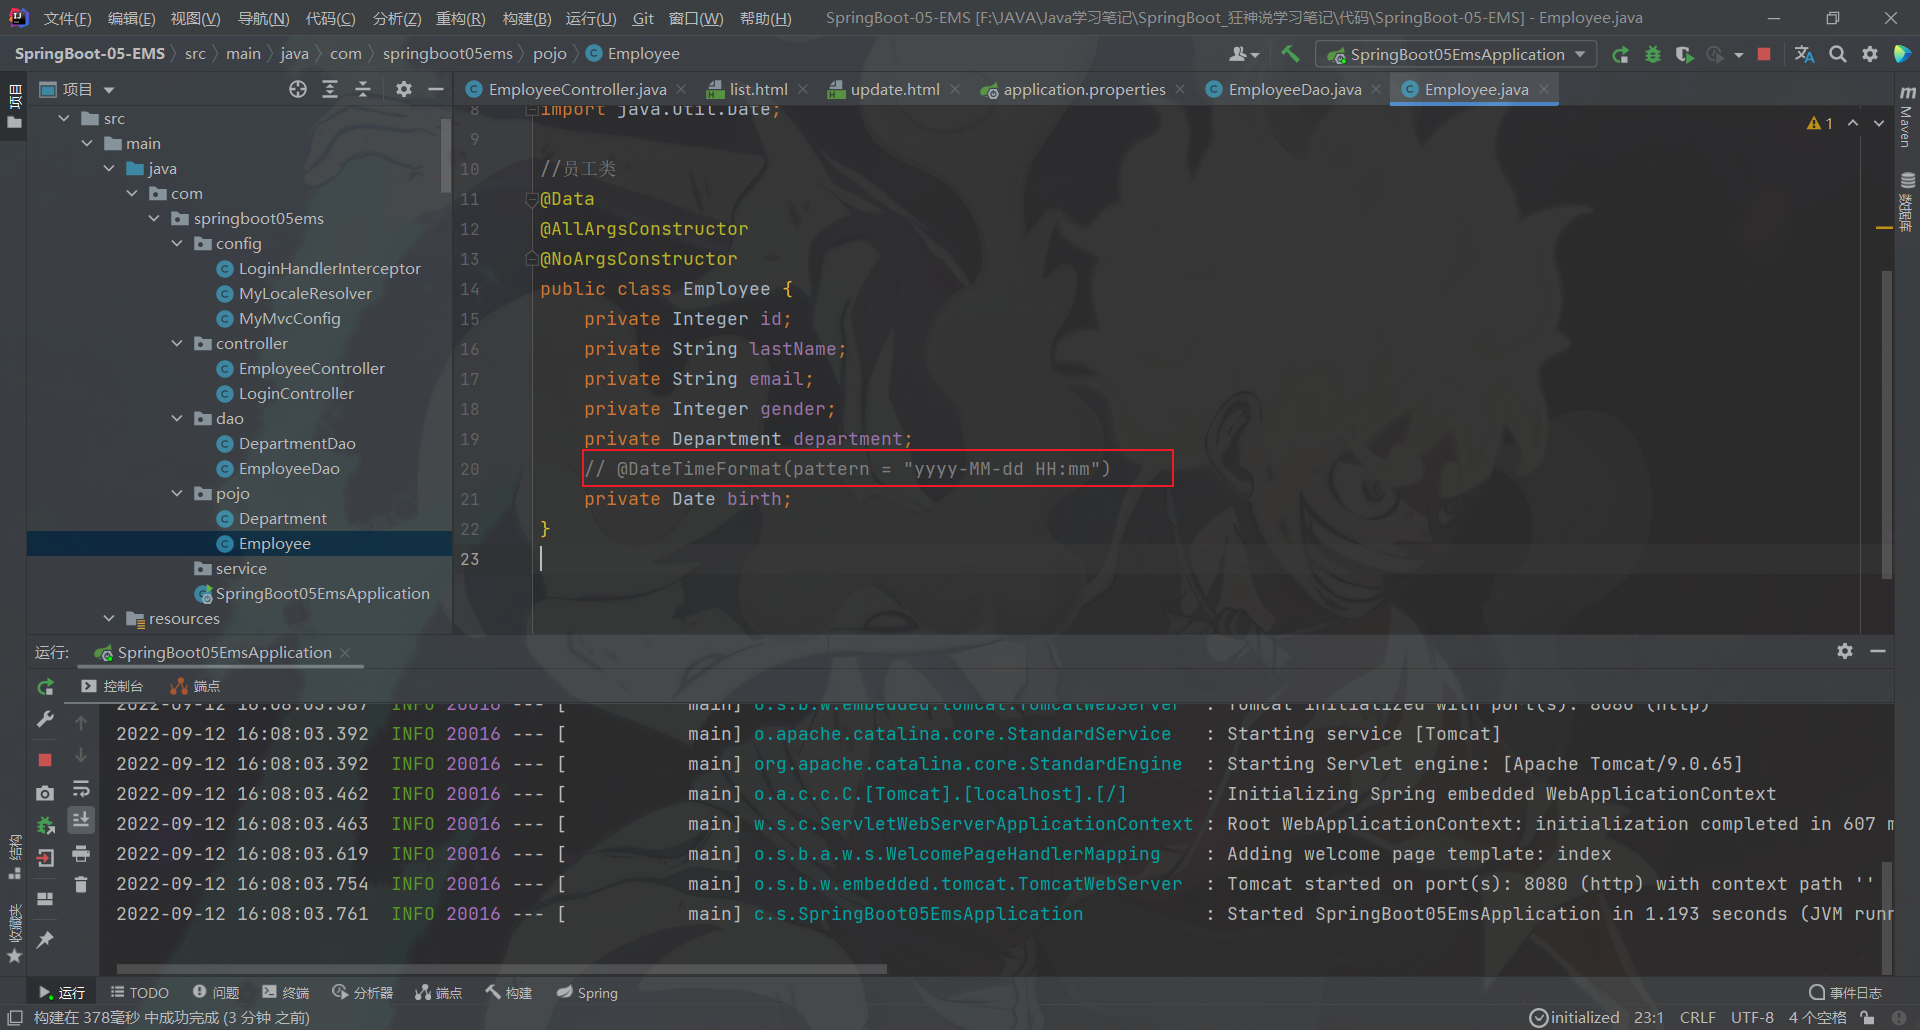 文件(F) 编辑(E) 视图(V) 导航(N) 代码(C) 分析(Z) 重构(R) 构建(B) 运行(U) Git 窗口(W) 帮助(H) SpringBoot-05-EMS [F:\JAVA\Java学习笔记\SpringBoot_狂神说学习笔记\代码\SpringBoot-05-EMS] - Employee.java
SpringBoot-05-EMS src main java com springboot05ems pojo Employee SpringBoot05EmsApplication
项目
EmployeeController.java list.html update.html application.properties EmployeeDao.java Employee.java
项目
src
main
java
com
springboot05ems
config
LoginHandlerInterceptor
MyLocaleResolver
MyMvcConfig
controller
EmployeeController
LoginController
dao
DepartmentDao
EmployeeDao
pojo
Department
Employee
service
SpringBoot05EmsApplication
resources
8 import java.util.Date;
9
10 //员工类
11 @Data
12 @AllArgsConstructor
13 @NoArgsConstructor
14 public class Employee {
15 private Integer id;
16 private String lastName;
17 private String email;
18 private Integer gender;
19 private Department department;
20 // @DateTimeFormat(pattern = "yyyy-MM-dd HH:mm")
21 private Date birth;
22 }
23
1
Maven
数据库
运行: SpringBoot05EmsApplication
控制台 端点
2022-09-12 16:08:03.387 INFO 20016 --- [ main] o.s.b.w.embedded.tomcat.TomcatWebServer : Tomcat initialized with port(s): 8080 (http)
2022-09-12 16:08:03.392 INFO 20016 --- [ main] o.apache.catalina.core.StandardService : Starting service [Tomcat]
2022-09-12 16:08:03.392 INFO 20016 --- [ main] org.apache.catalina.core.StandardEngine : Starting Servlet engine: [Apache Tomcat/9.0.65]
2022-09-12 16:08:03.462 INFO 20016 --- [ main] o.a.c.c.C.[Tomcat].[localhost].[/] : Initializing Spring embedded WebApplicationContext
2022-09-12 16:08:03.463 INFO 20016 --- [ main] w.s.c.ServletWebServerApplicationContext : Root WebApplicationContext: initialization completed in 607 m
2022-09-12 16:08:03.619 INFO 20016 --- [ main] o.s.b.a.w.s.WelcomePageHandlerMapping : Adding welcome page template: index
2022-09-12 16:08:03.754 INFO 20016 --- [ main] o.s.b.w.embedded.tomcat.TomcatWebServer : Tomcat started on port(s): 8080 (http) with context path ''
2022-09-12 16:08:03.761 INFO 20016 --- [ main] c.s.SpringBoot05EmsApplication : Started SpringBoot05EmsApplication in 1.193 seconds (JVM runn
结构
收藏夹
运行 TODO 问题 终端 分析器 端点 构建 Spring 事件日志
构建在 378毫秒 中成功完成 (3 分钟 之前) initialized 23:1 CRLF UTF-8 4 个空格